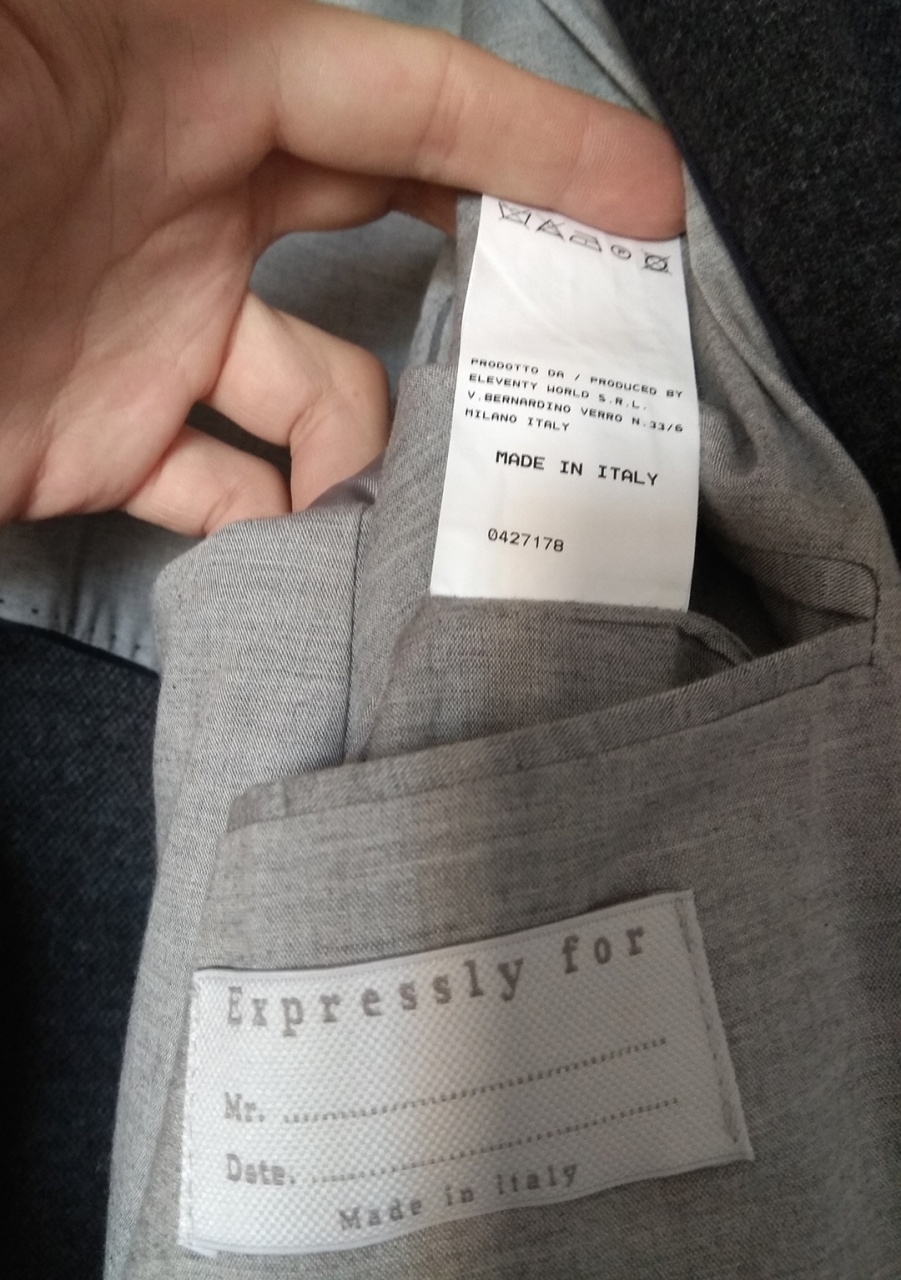 PRODOTTO DA / PRODUCED BY
ELEVENTY WORLD S.R.L.
V.BERNARDINO VERRO N.33/6
MILANO ITALY
MADE IN ITALY
0427178
Expressly for
Mr. ........................................
Date. ........................................
Made in Italy